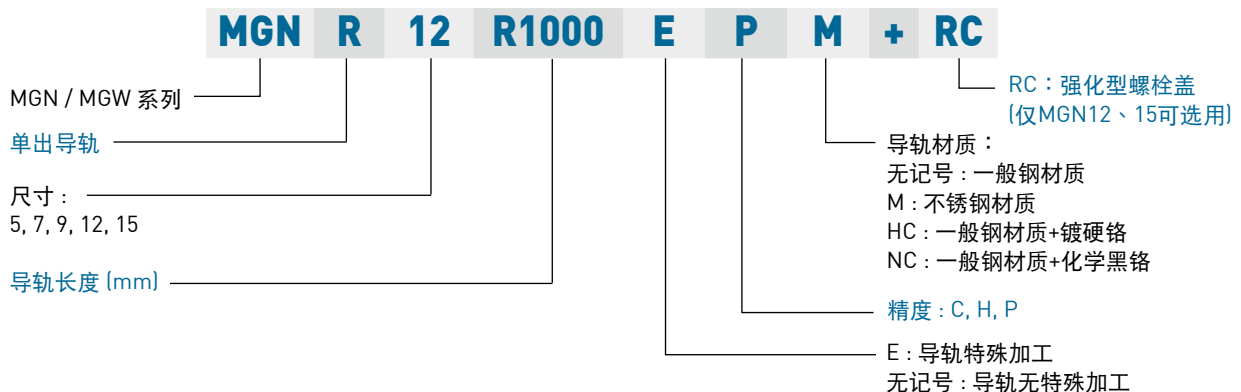 MGN R 12 R1000 E P M + RC
MGN / MGW 系列
单出导轨
尺寸 :
5, 7, 9, 12, 15
导轨长度 (mm)
RC：强化型螺栓盖
(仅MGN12、15可选用)
导轨材质：
无记号 : 一般钢材质
M : 不锈钢材质
HC : 一般钢材质+镀硬铬
NC : 一般钢材质+化学黑铬
精度 : C, H, P
E : 导轨特殊加工
无记号 : 导轨无特殊加工